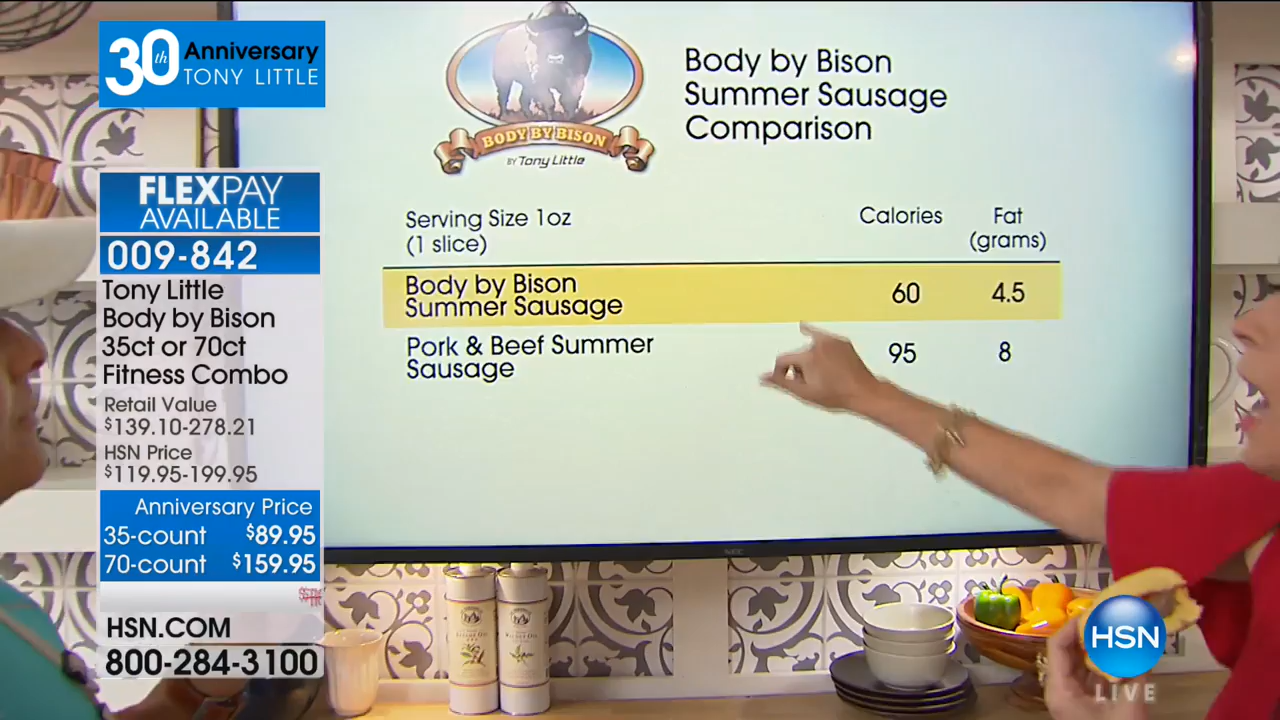 30th Anniversary
TONY LITTLE
FLEXPAY
AVAILABLE
009-842
Tony Little
Body by Bison
35ct or 70ct
Fitness Combo
Retail Value
$139.10-278.21
HSN Price
$119.95-199.95
Anniversary Price
35-count $89.95
70-count $159.95
HSN.COM
800-284-3100
BODY BY BISON
BY Tony Little
Body by Bison
Summer Sausage
Comparison
Serving Size 1oz
(1 slice)
Calories
Fat
(grams)
Body by Bison
Summer Sausage
60 4.5
Pork & Beef Summer
Sausage
95 8
NEC
HSN
LIVE